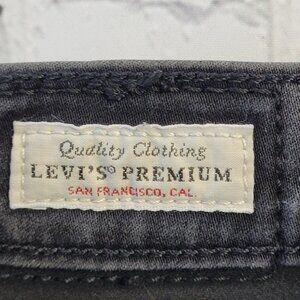 Quality Clothing
LEVI'S® PREMIUM
SAN FRANCISCO, CAL.